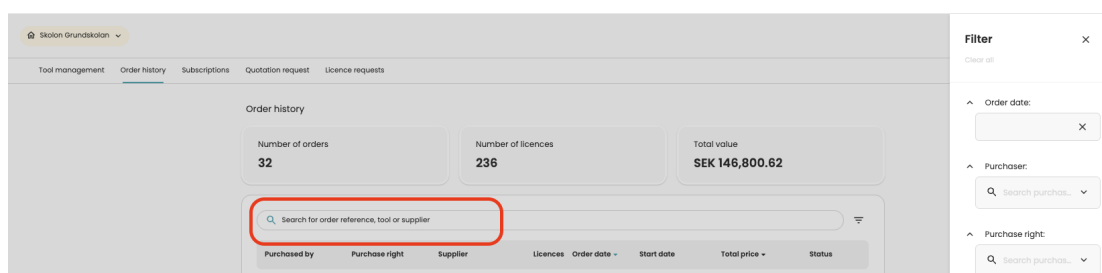 Skolon Grundskolan
Tool management Order history Subscriptions Quotation request Licence requests
Order history
Number of orders
32
Number of licences
236
Total value
SEK 146,800.62
Search for order reference, tool or supplier
Purchased by Purchase right Supplier Licences Order date Start date Total price Status
Filter
Clear all
Order date:
Purchaser:
Search purchas...
Purchase right:
Search purchas...